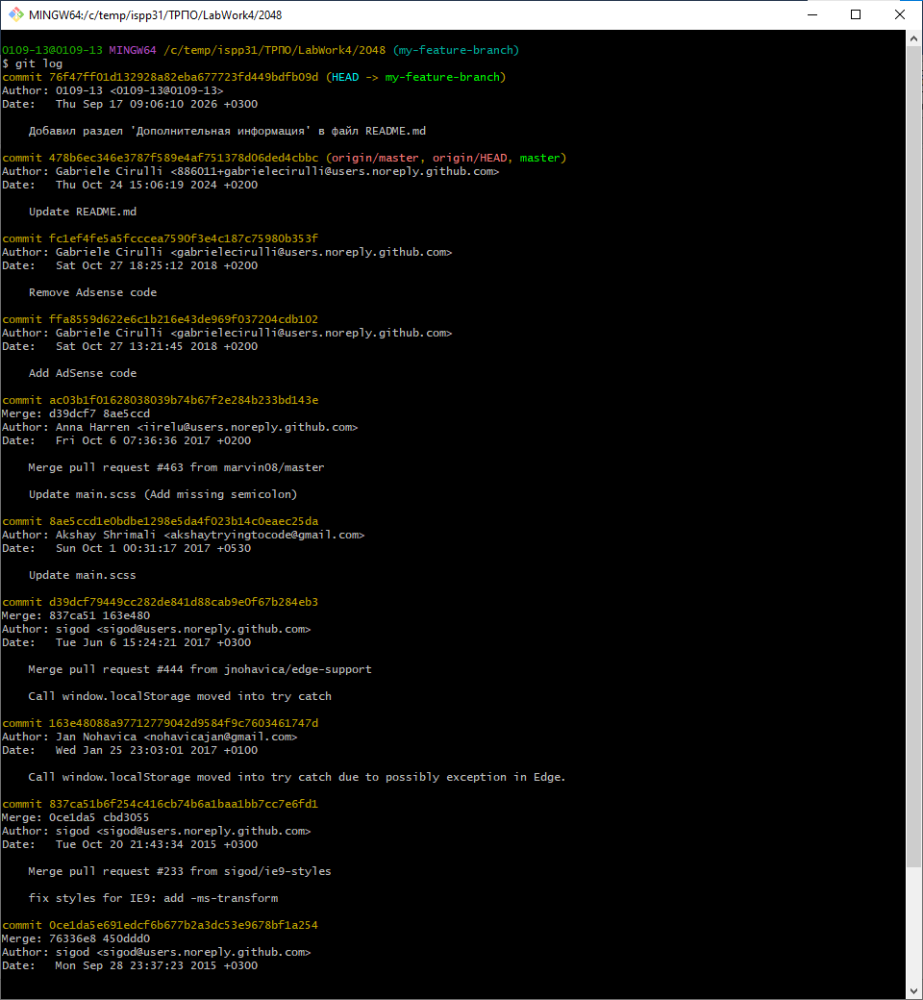 MINGW64:/c/temp/ispp31/ТРПО/LabWork4/2048
0109-13@0109-13 MINGW64 /c/temp/ispp31/ТРПО/LabWork4/2048 (my-feature-branch)
$ git log
commit 76f47ff01d132928a82eba677723fd449bdfb09d (HEAD -> my-feature-branch)
Author: 0109-13 <0109-13@0109-13>
Date:   Thu Sep 17 09:06:10 2026 +0300
Добавил раздел 'Дополнительная информация' в файл README.md
commit 478b6ec346e3787f589e4af751378d06ded4cbbc (origin/master, origin/HEAD, master)
Author: Gabriele Cirulli <886011+gabrielecirulli@users.noreply.github.com>
Date:   Thu Oct 24 15:06:19 2024 +0200
Update README.md
commit fc1ef4fe5a5fcccea7590f3e4c187c75980b353f
Author: Gabriele Cirulli <gabrielecirulli@users.noreply.github.com>
Date:   Sat Oct 27 18:25:12 2018 +0200
Remove Adsense code
commit ffa8559d622e6c1b216e43de969f037204cdb102
Author: Gabriele Cirulli <gabrielecirulli@users.noreply.github.com>
Date:   Sat Oct 27 13:21:45 2018 +0200
Add AdSense code
commit ac03b1f01628038039b74b67f2e284b233bd143e
Merge: d39dcf7 8ae5ccd
Author: Anna Harren <iirelu@users.noreply.github.com>
Date:   Fri Oct 6 07:36:36 2017 +0200
Merge pull request #463 from marvin08/master
Update main.scss (Add missing semicolon)
commit 8ae5ccd1e0bdbe1298e5da4f023b14c0eaec25da
Author: Akshay Shrimali <akshaytryingtocode@gmail.com>
Date:   Sun Oct 1 00:31:17 2017 +0530
Update main.scss
commit d39dcf79449cc282de841d88cab9e0f67b284eb3
Merge: 837ca51 163e480
Author: sigod <sigod@users.noreply.github.com>
Date:   Tue Jun 6 15:24:21 2017 +0300
Merge pull request #444 from jnohavica/edge-support
Call window.localStorage moved into try catch
commit 163e48088a97712779042d9584f9c7603461747d
Author: Jan Nohavica <nohavicajan@gmail.com>
Date:   Wed Jan 25 23:03:01 2017 +0100
Call window.localStorage moved into try catch due to possibly exception in Edge.
commit 837ca51b6f254c416cb74b6a1baa1bb7cc7e6fd1
Merge: 0ce1da5 cbd3055
Author: sigod <sigod@users.noreply.github.com>
Date:   Tue Oct 20 21:43:34 2015 +0300
Merge pull request #233 from sigod/ie9-styles
fix styles for IE9: add -ms-transform
commit 0ce1da5e691edcf6b677b2a3dc53e9678bf1a254
Merge: 76336e8 450ddd0
Author: sigod <sigod@users.noreply.github.com>
Date:   Mon Sep 28 23:37:23 2015 +0300